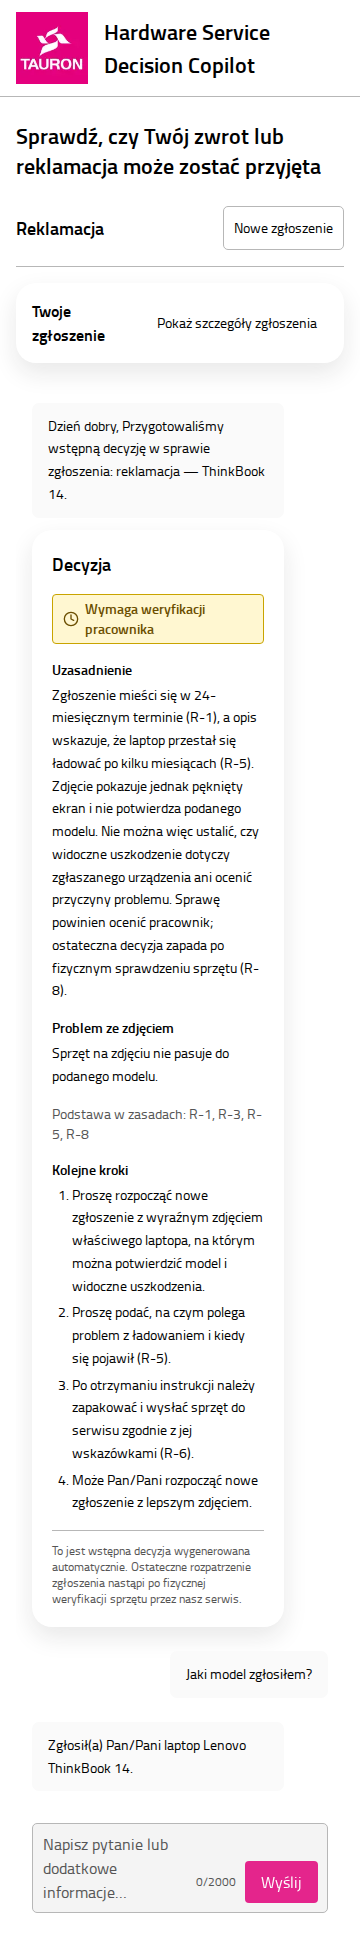 TAURON
Hardware Service
Decision Copilot
Sprawdź, czy Twój zwrot lub
reklamacja może zostać przyjęta
Reklamacja
Nowe zgłoszenie
Twoje
zgłoszenie
Pokaż szczegóły zgłoszenia
Dzień dobry, Przygotowaliśmy
wstępną decyzję w sprawie
zgłoszenia: reklamacja — ThinkBook
14.
Decyzja
Wymaga weryfikacji
pracownika
Uzasadnienie
Zgłoszenie mieści się w 24-
miesięcznym terminie (R-1), a opis
wskazuje, że laptop przestał się
ładować po kilku miesiącach (R-5).
Zdjęcie pokazuje jednak pęknięty
ekran i nie potwierdza podanego
modelu. Nie można więc ustalić, czy
widoczne uszkodzenie dotyczy
zgłaszanego urządzenia ani ocenić
przyczyny problemu. Sprawę
powinien ocenić pracownik;
ostateczna decyzja zapada po
fizycznym sprawdzeniu sprzętu (R-
8).
Problem ze zdjęciem
Sprzęt na zdjęciu nie pasuje do
podanego modelu.
Podstawa w zasadach: R-1, R-3, R-
5, R-8
Kolejne kroki
1. Proszę rozpocząć nowe
zgłoszenie z wyraźnym zdjęciem
właściwego laptopa, na którym
można potwierdzić model i
widoczne uszkodzenia.
2. Proszę podać, na czym polega
problem z ładowaniem i kiedy
się pojawił (R-5).
3. Po otrzymaniu instrukcji należy
zapakować i wysłać sprzęt do
serwisu zgodnie z jej
wskazówkami (R-6).
4. Może Pan/Pani rozpocząć nowe
zgłoszenie z lepszym zdjęciem.
To jest wstępna decyzja wygenerowana
automatycznie. Ostateczne rozpatrzenie
zgłoszenia nastąpi po fizycznej
weryfikacji sprzętu przez nasz serwis.
Jaki model zgłosiłem?
Zgłosił(a) Pan/Pani laptop Lenovo
ThinkBook 14.
Napisz pytanie lub
dodatkowe
informacje...
0/2000
Wyślij